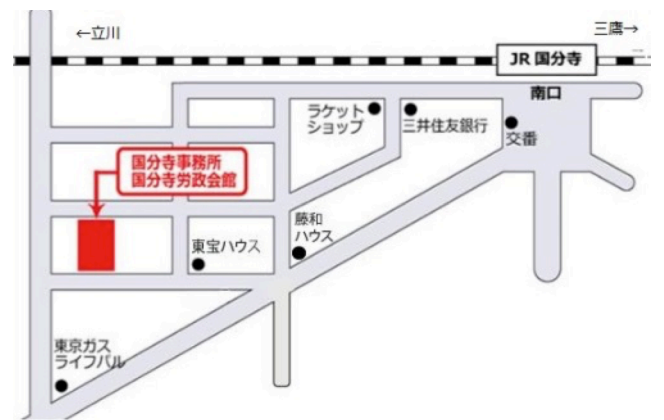 ←立川
三鷹→
JR 国分寺
南口
ラケット
ショップ
三井住友銀行
交番
国分寺事務所
国分寺労政会館
藤和
ハウス
東宝ハウス
東京ガス
ライフバル